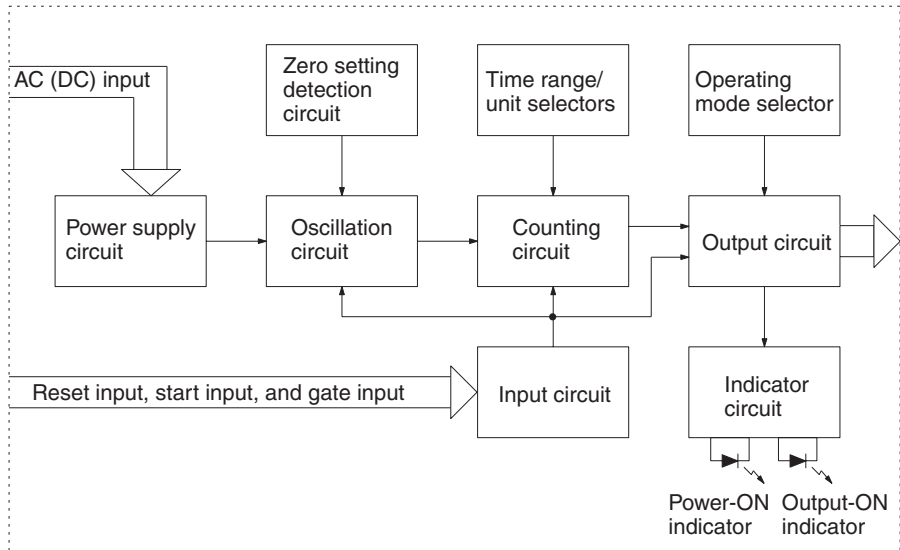 AC (DC) input
Zero setting
detection
circuit
Time range/
unit selectors
Operating
mode selector
Power supply
circuit
Oscillation
circuit
Counting
circuit
Output circuit
Reset input, start input, and gate input
Input circuit
Indicator
circuit
Power-ON
indicator
Output-ON
indicator